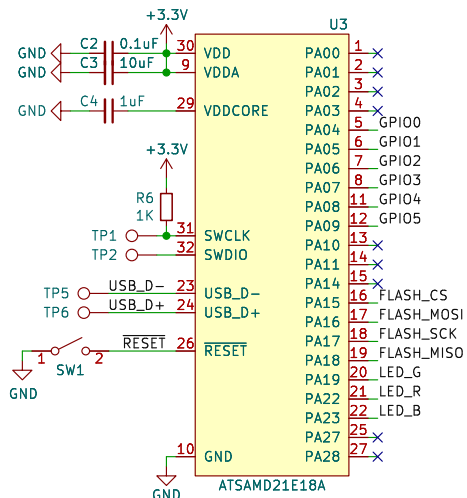 +3.3V
U3
GND C2 0.1uF 30 VDD PA00 1
GND C3 10uF 9 VDDA PA01 2
PA02 3
GND C4 1uF 29 VDDCORE PA03 4
PA04 5 GPIO0
PA05 6 GPIO1
+3.3V
PA06 7 GPIO2
PA07 8 GPIO3
R6 PA08 11 GPIO4
1K PA09 12 GPIO5
TP1 31 SWCLK PA10 13
TP2 32 SWDIO PA11 14
PA14 15
TP5 USB_D- 23 USB_D- PA15 16 FLASH_CS
TP6 USB_D+ 24 USB_D+ PA16 17 FLASH_MOSI
PA17 18 FLASH_SCK
1 2 RESET 26 RESET PA18 19 FLASH_MISO
SW1 PA19 20 LED_G
GND PA22 21 LED_R
PA23 22 LED_B
PA27 25
10 GND PA28 27
GND
ATSAMD21E18A